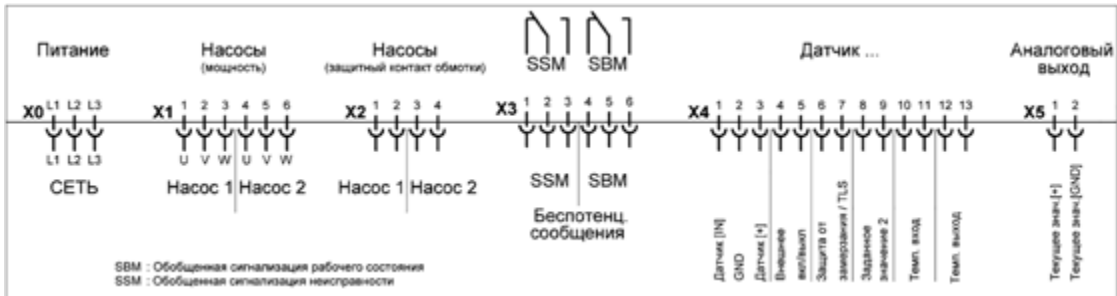 Питание
Насосы
(мощность)
Насосы
(защитный контакт обмотки)
SSM SBM
Датчик ...
Аналоговый
выход
X0 L1 L2 L3
X1 1 2 3 4 5 6
X2 1 2 3 4
X3 1 2 3 4 5 6
X4 1 2 3 4 5 6 7 8 9 10 11 12 13
X5 1 2
L1 L2 L3
U V W U V W
СЕТЬ
Насос 1 Насос 2
Насос 1 Насос 2
SSM SBM
Беспотенц.
сообщения
Датчик [IN]
GND
Датчик [+]
Внешнее
вкл/выкл
Защита от
замерзания / TLS
Заданное
значение 2
Темп. вход
Темп. выход
Текущее знач.[+]
Текущее знач.[GND]
SBM : Обобщенная сигнализация рабочего состояния
SSM : Обобщенная сигнализация неисправности